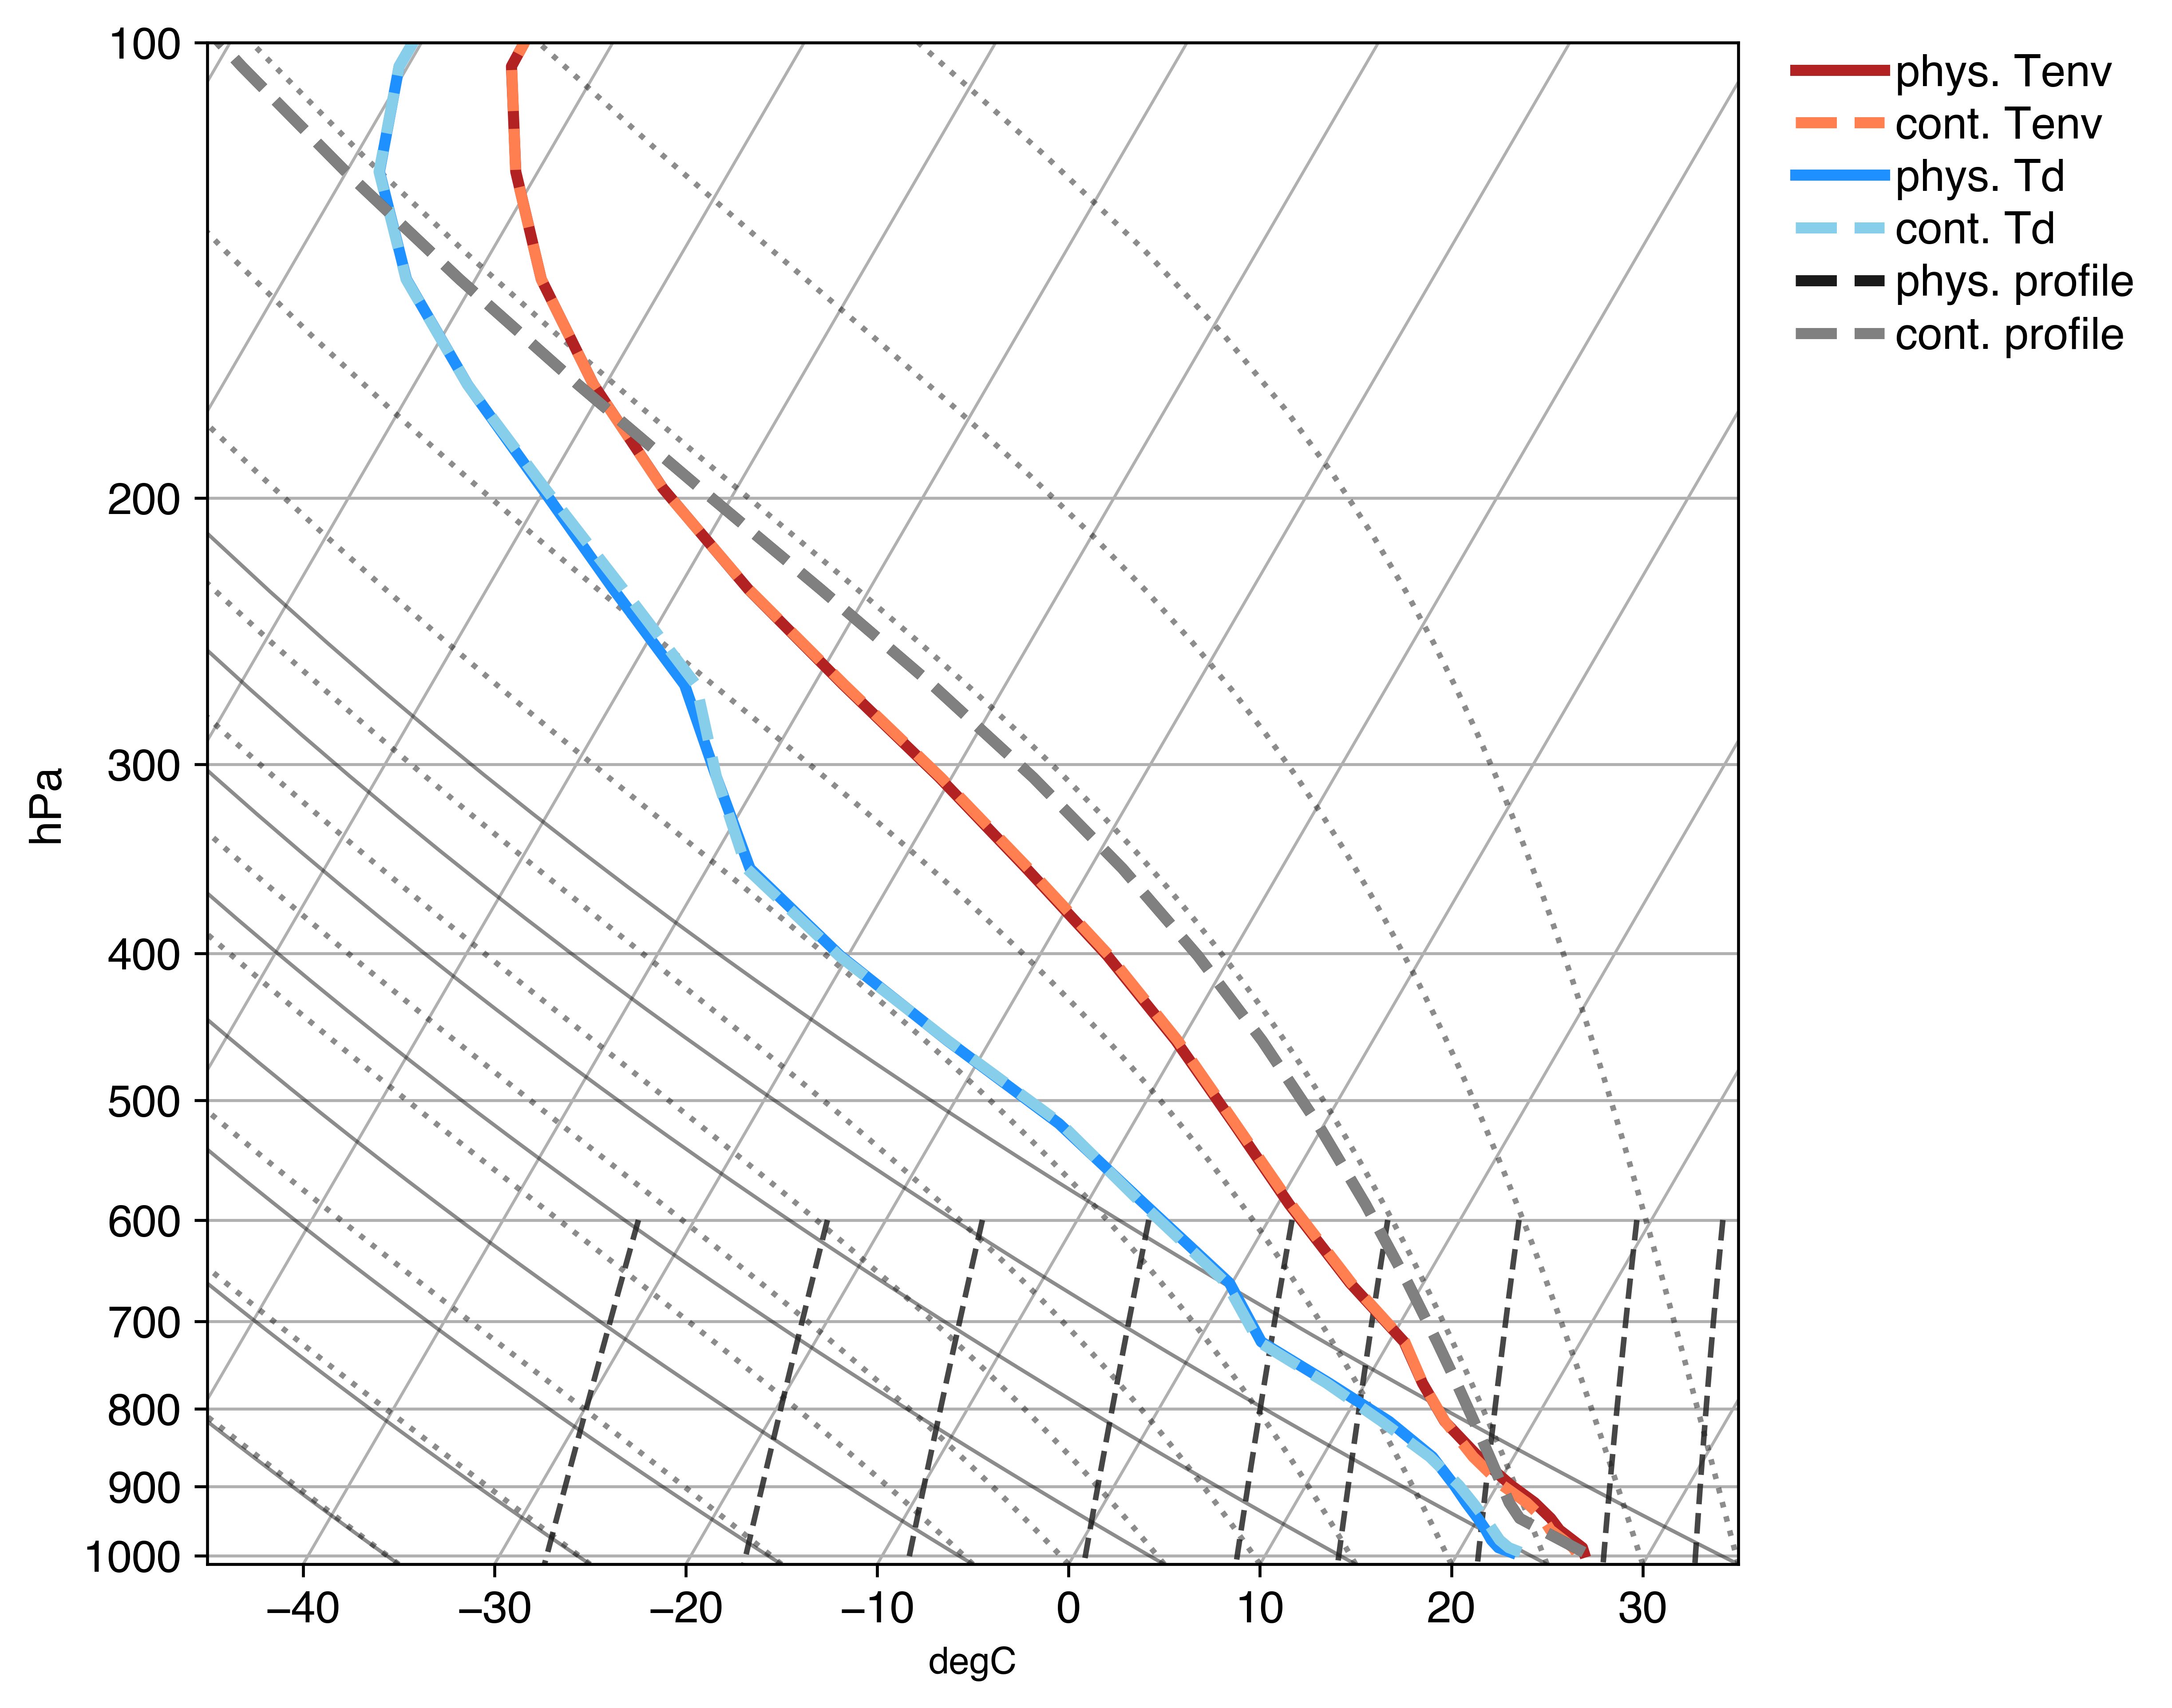 100
200
300
400
500
600
700
800
900
1000
hPa
−40 −30 −20 −10 0 10 20 30
degC
phys. Tenv
cont. Tenv
phys. Td
cont. Td
phys. profile
cont. profile